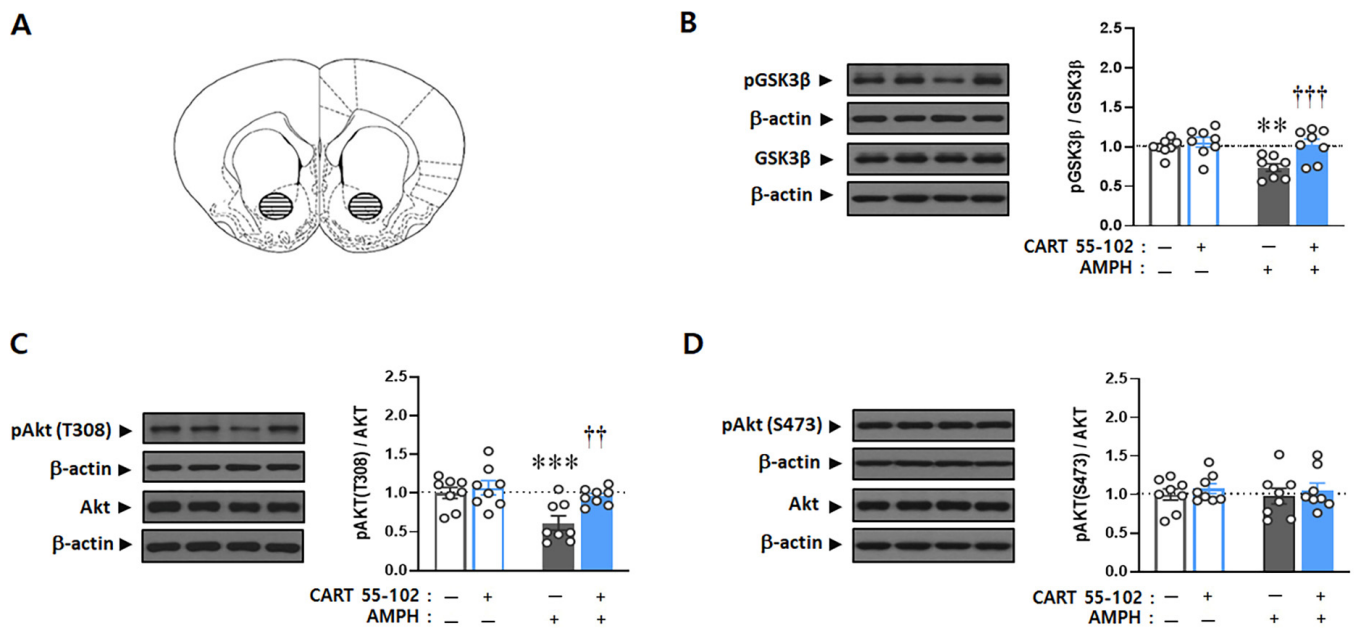 A
B
pGSK3β ►
β-actin ►
GSK3β ►
β-actin ►
pGSK3β / GSK3β
2.5
2.0
1.5
1.0
0.5
0.0
**
†††
CART 55-102 : — + — +
AMPH : — — + +
C
pAkt (T308) ►
β-actin ►
Akt ►
β-actin ►
pAKT(T308) / AKT
2.5
2.0
1.5
1.0
0.5
0.0
***
††
CART 55-102 : — + — +
AMPH : — — + +
D
pAkt (S473) ►
β-actin ►
Akt ►
β-actin ►
pAKT(S473) / AKT
2.5
2.0
1.5
1.0
0.5
0.0
CART 55-102 : — + — +
AMPH : — — + +